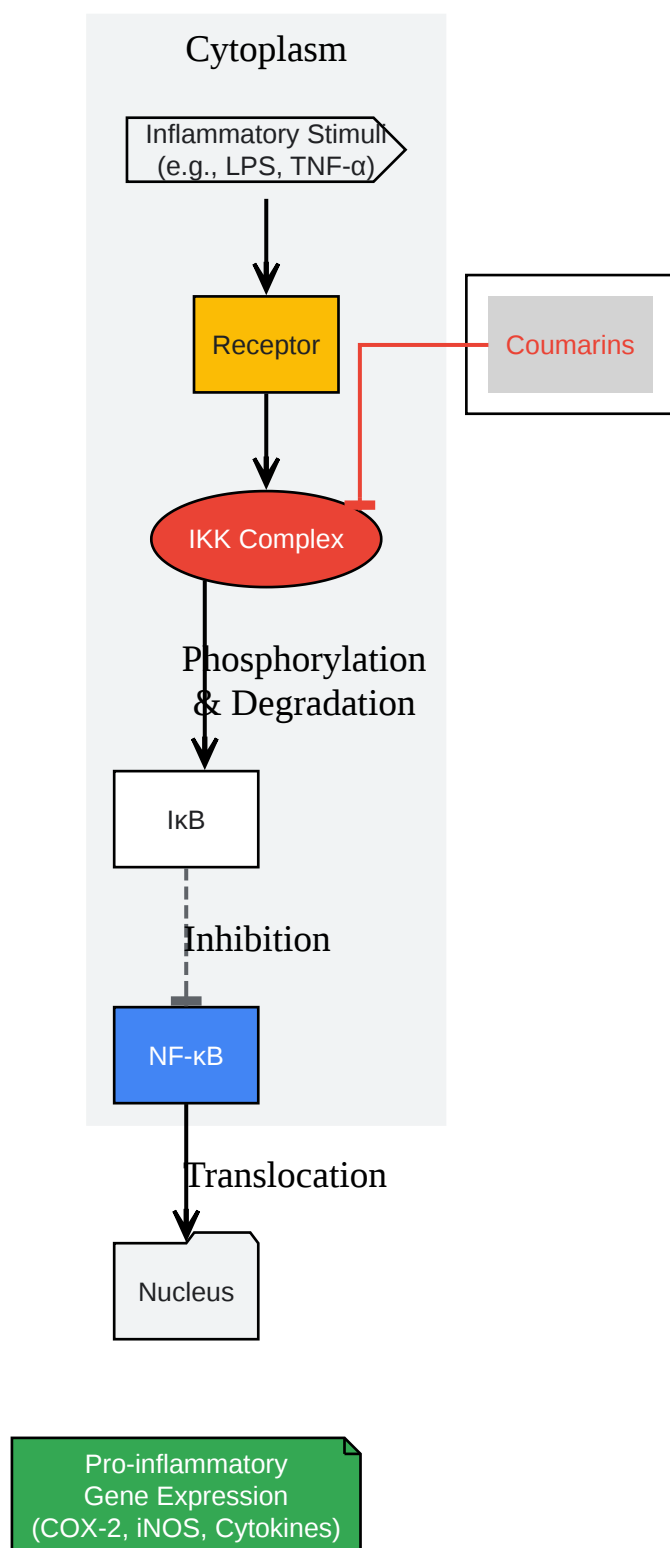 Cytoplasm
Inflammatory Stimuli
(e.g., LPS, TNF-α)
Receptor
Coumarins
IKK Complex
Phosphorylation
& Degradation
IκB
Inhibition
NF-κB
Translocation
Nucleus
Pro-inflammatory
Gene Expression
(COX-2, iNOS, Cytokines)